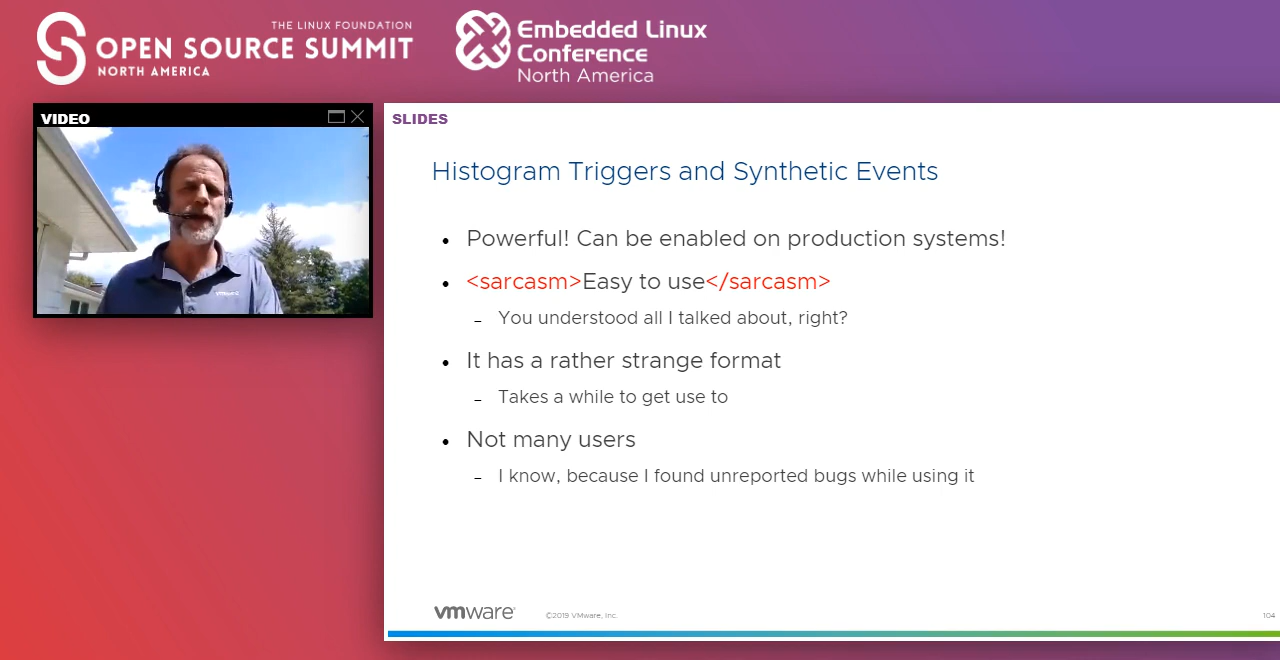 THE LINUX FOUNDATION
OPEN SOURCE SUMMIT
NORTH AMERICA
Embedded Linux
Conference
North America
VIDEO
SLIDES
Histogram Triggers and Synthetic Events
• Powerful! Can be enabled on production systems!
• <sarcasm>Easy to use</sarcasm>
– You understood all I talked about, right?
• It has a rather strange format
– Takes a while to get use to
• Not many users
– I know, because I found unreported bugs while using it
vmware®
©2019 VMware, Inc.
104